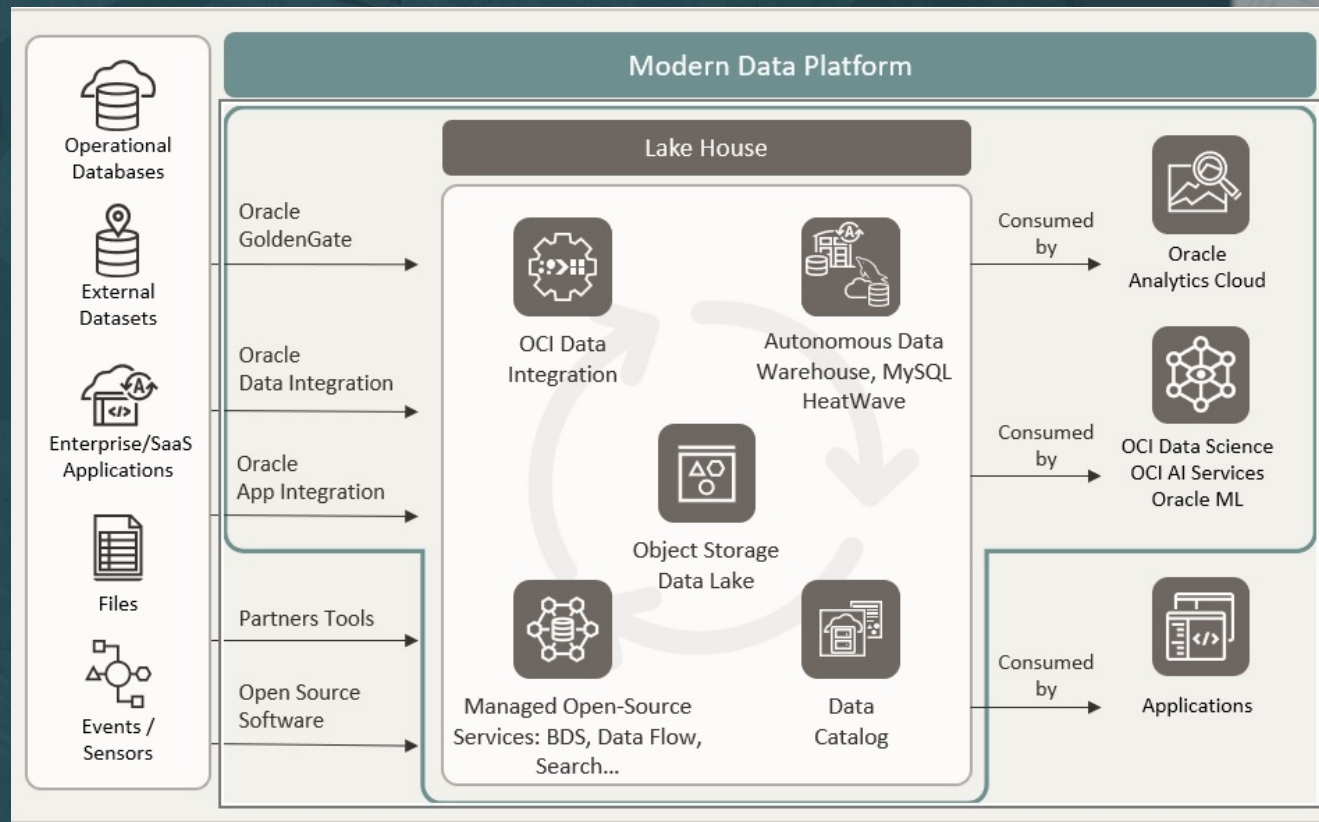 Modern Data Platform
Operational
Databases
External
Datasets
Enterprise/SaaS
Applications
Files
Events /
Sensors
Oracle
GoldenGate
Oracle
Data Integration
Oracle
App Integration
Partners Tools
Open Source
Software
Lake House
OCI Data
Integration
Autonomous Data
Warehouse, MySQL
HeatWave
Object Storage
Data Lake
Managed Open-Source
Services: BDS, Data Flow,
Search...
Data
Catalog
Consumed
by
Oracle
Analytics Cloud
Consumed
by
OCI Data Science
OCI AI Services
Oracle ML
Consumed
by
Applications